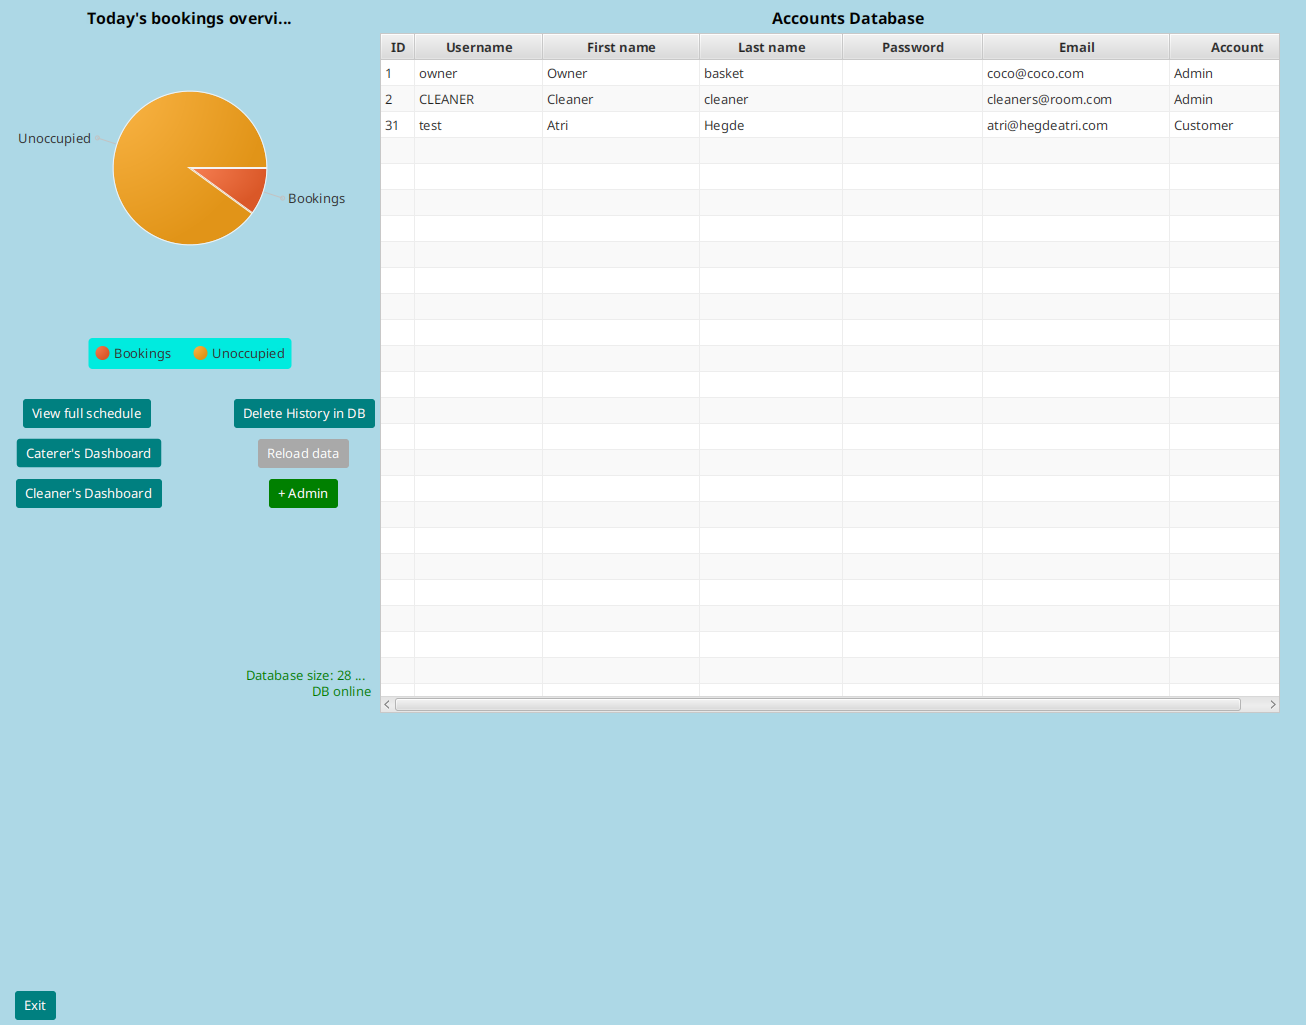 Today's bookings overvi...
Unoccupied
Bookings
Bookings Unoccupied
View full schedule Delete History in DB
Caterer's Dashboard Reload data
Cleaner's Dashboard + Admin
Database size: 28 ...
DB online
Exit
Accounts Database
ID Username First name Last name Password Email Account
1 owner Owner basket coco@coco.com Admin
2 CLEANER Cleaner cleaner cleaners@room.com Admin
31 test Atri Hegde atri@hegdeatri.com Customer